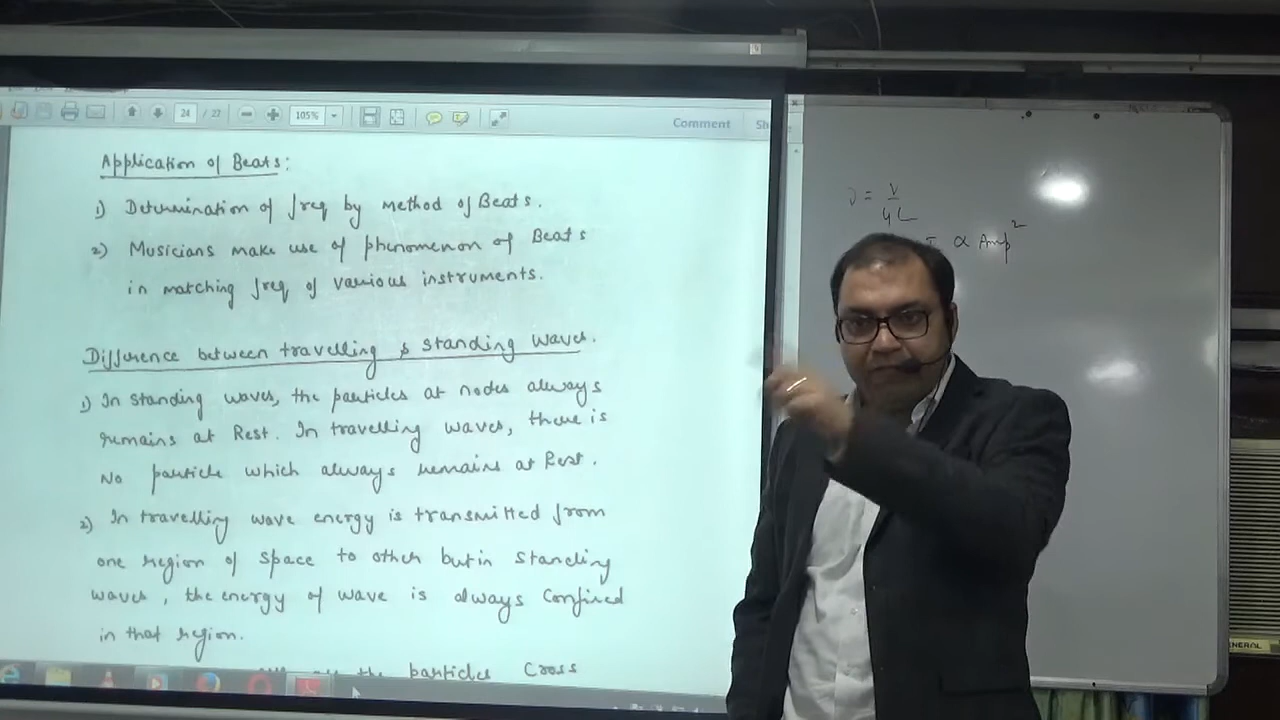 24 / 27
105%
Comment
Sh
Application of Beats:
1) Determination of freq by method of Beats.
2) Musicians make use of phenomenon of Beats
in matching freq of various instruments.
Difference between travelling & standing waves.
1) In standing waves, the particles at nodes always
remains at Rest. In travelling waves, there is
No particle which always remains at Rest.
2) In travelling wave energy is transmitted from
one region of space to other but in standing
waves, the energy of wave is always confined
in that region.
the particles cross
ν = v/4L
I ∝ Amp²
GENERAL